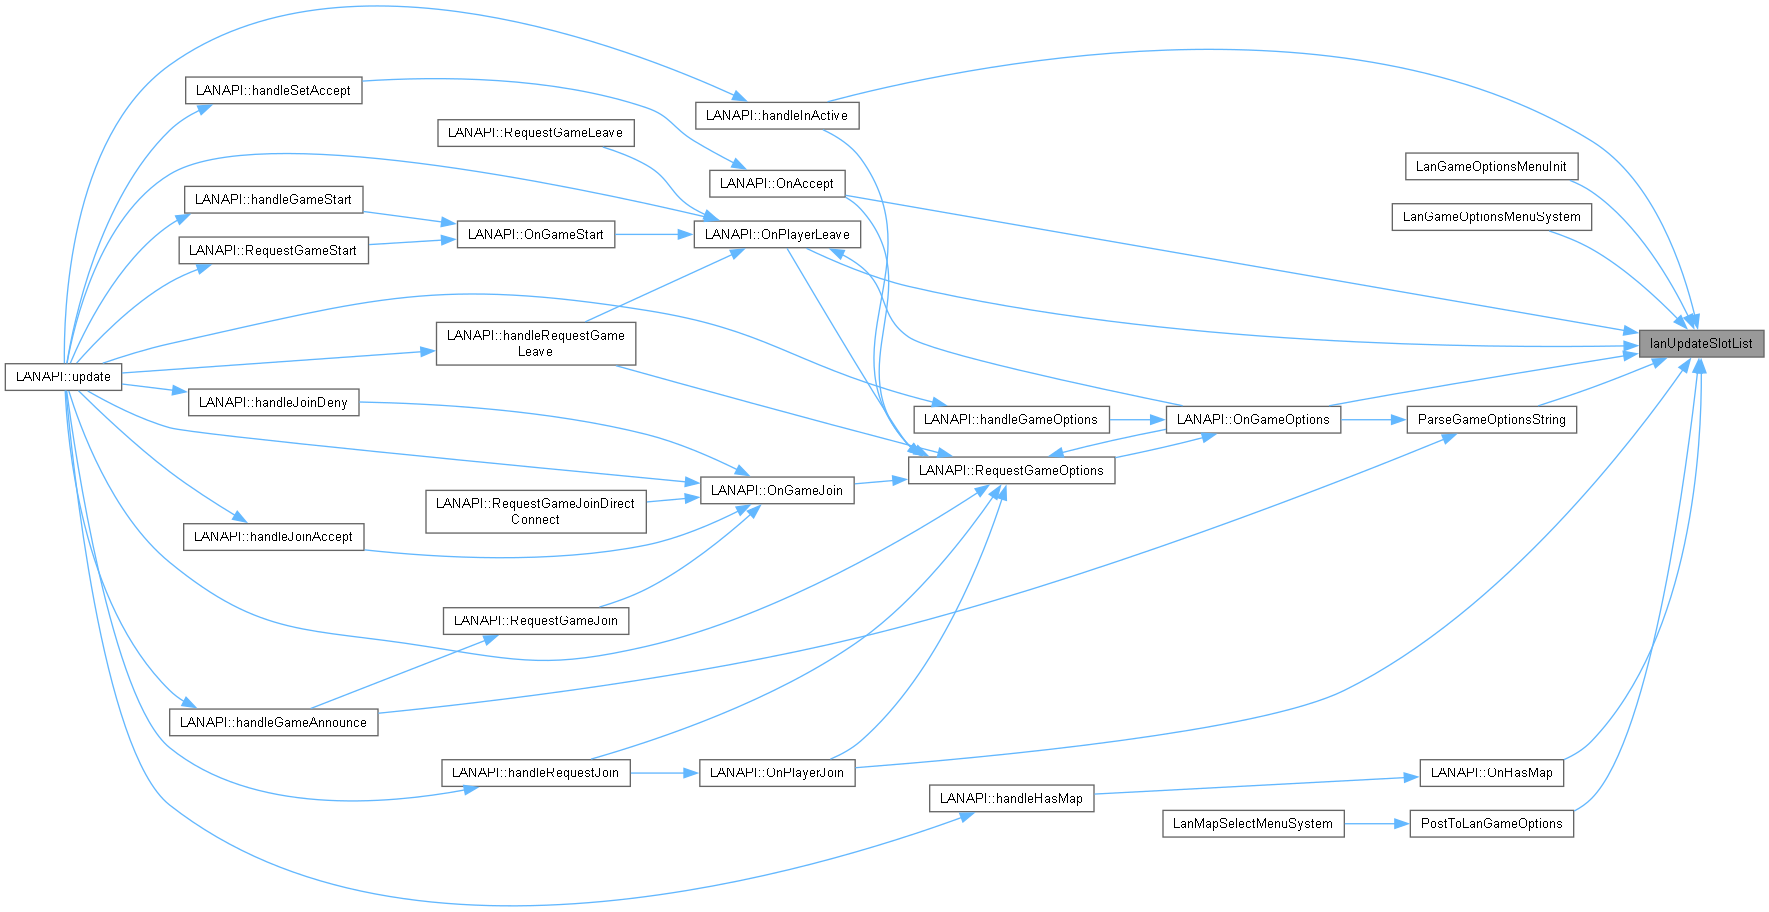 LANAPI::handleSetAccept
LANAPI::handleInActive
LANAPI::RequestGameLeave
LanGameOptionsMenuInit
LANAPI::OnAccept
LANAPI::handleGameStart
LanGameOptionsMenuSystem
LANAPI::OnGameStart
LANAPI::OnPlayerLeave
LANAPI::RequestGameStart
LANAPI::handleRequestGame
Leave
lanUpdateSlotList
LANAPI::update
LANAPI::handleJoinDeny
LANAPI::handleGameOptions
LANAPI::OnGameOptions
ParseGameOptionsString
LANAPI::RequestGameOptions
LANAPI::OnGameJoin
LANAPI::RequestGameJoinDirect
Connect
LANAPI::handleJoinAccept
LANAPI::RequestGameJoin
LANAPI::handleGameAnnounce
LANAPI::handleRequestJoin
LANAPI::OnPlayerJoin
LANAPI::OnHasMap
LANAPI::handleHasMap
LanMapSelectMenuSystem
PostToLanGameOptions